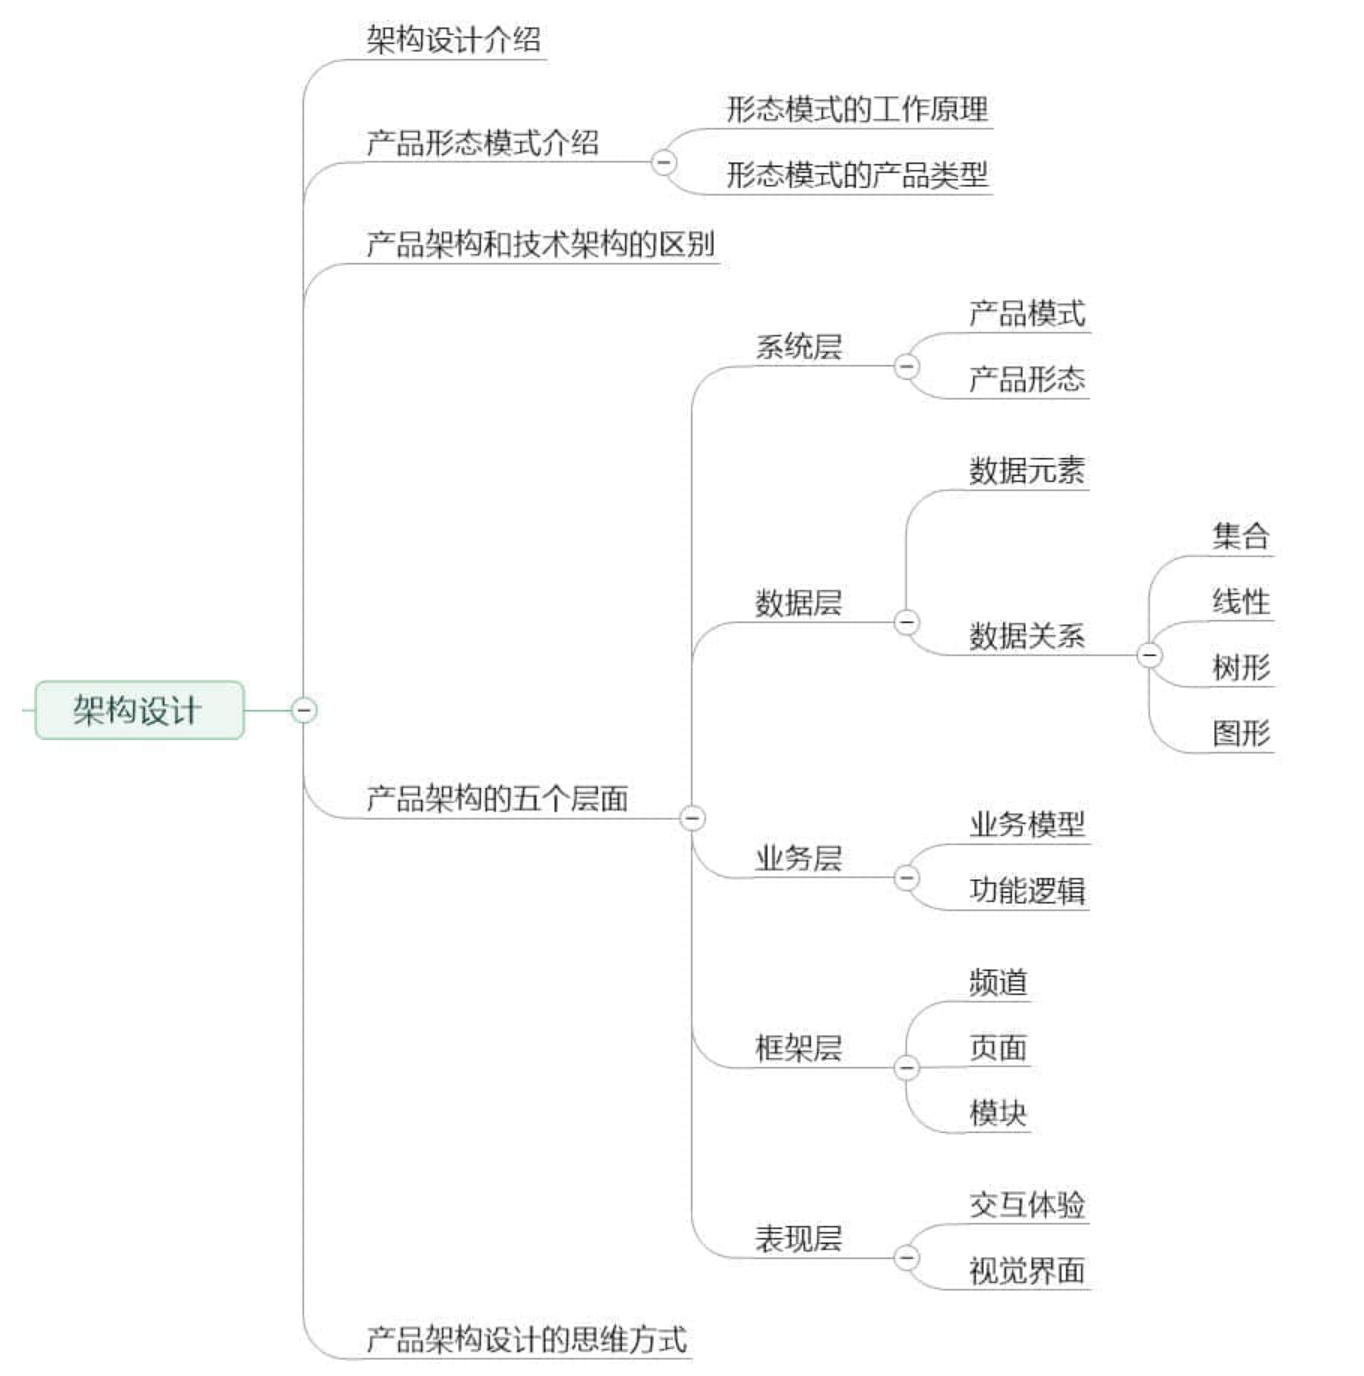 架构设计
架构设计介绍
产品形态模式介绍
形态模式的工作原理
形态模式的产品类型
产品架构和技术架构的区别
产品架构的五个层面
系统层
产品模式
产品形态
数据层
数据元素
数据关系
集合
线性
树形
图形
业务层
业务模型
功能逻辑
框架层
频道
页面
模块
表现层
交互体验
视觉界面
产品架构设计的思维方式